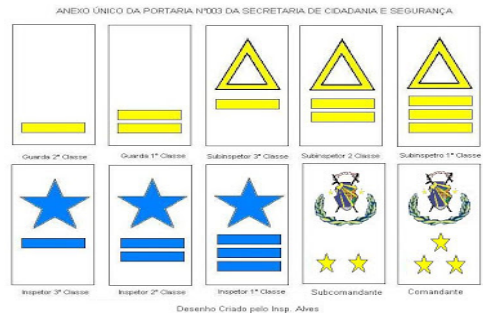 ANEXO ÚNICO DA PORTARIA Nº003 DA SECRETARIA DE CIDADANIA E SEGURANÇA
Guarda 2ª Classe
Guarda 1ª Classe
Subinspetor 3ª Classe
Subinspetor 2 Classe
Subinspetro 1ª Classe
Inspetor 3ª Classe
Inspetor 2ª Classe
Inspetor 1ª Classe
Subcomandante
Comandante
Desenho Criado pelo Insp. Alves